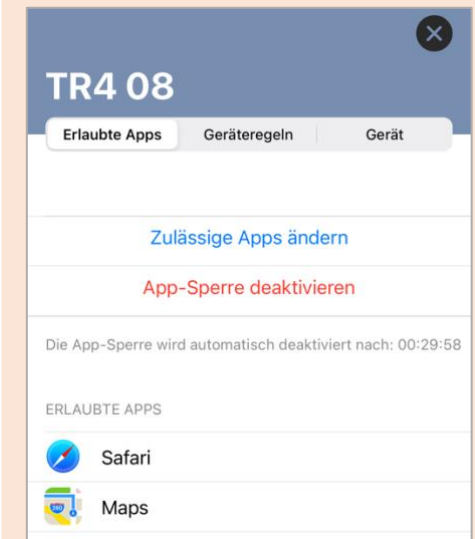 TR4 08
Erlaubte Apps Geräteregeln Gerät
Zulässige Apps ändern
App-Sperre deaktivieren
Die App-Sperre wird automatisch deaktiviert nach: 00:29:58
ERLAUBTE APPS
Safari
280
Maps